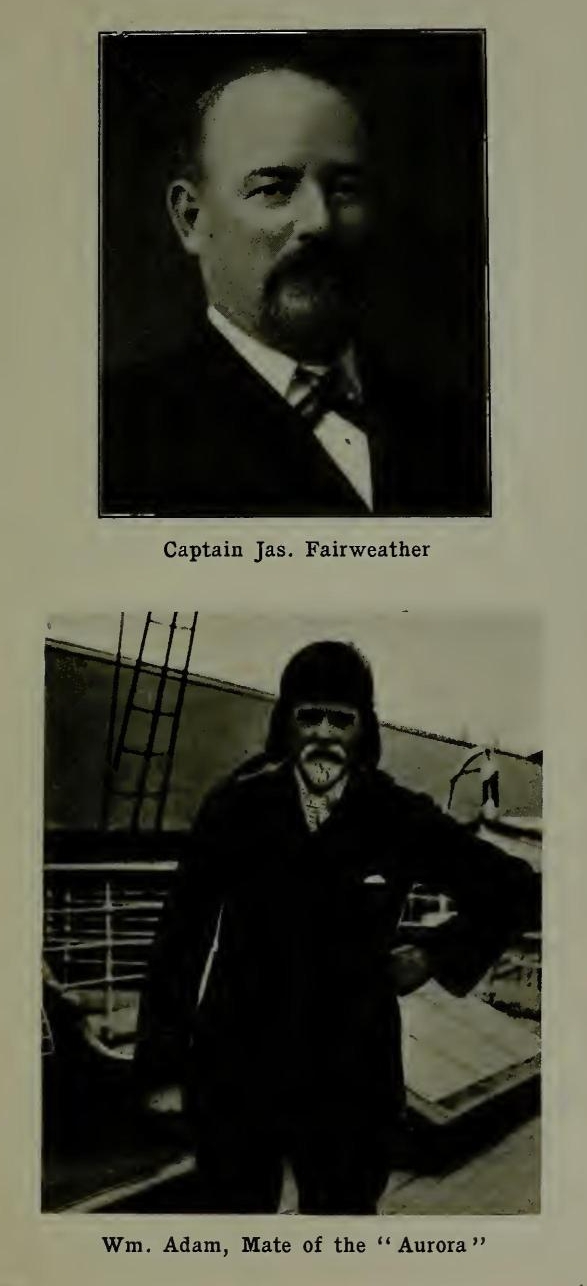 Captain Jas. Fairweather
Wm. Adam, Mate of the "Aurora"